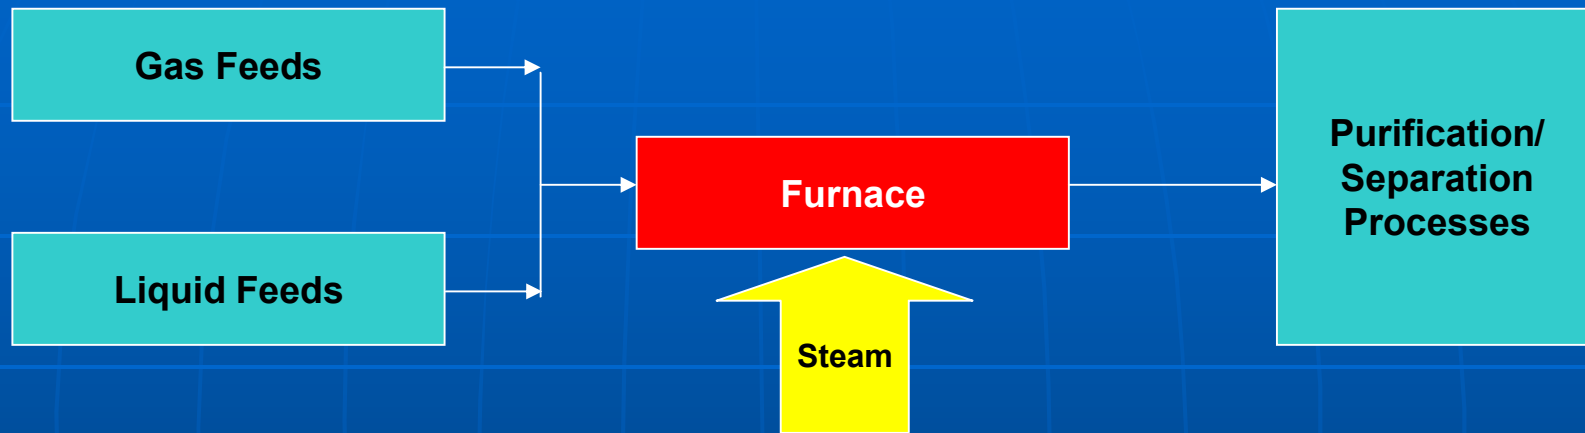 Gas Feeds
Liquid Feeds
Furnace
Steam
Purification/
Separation
Processes